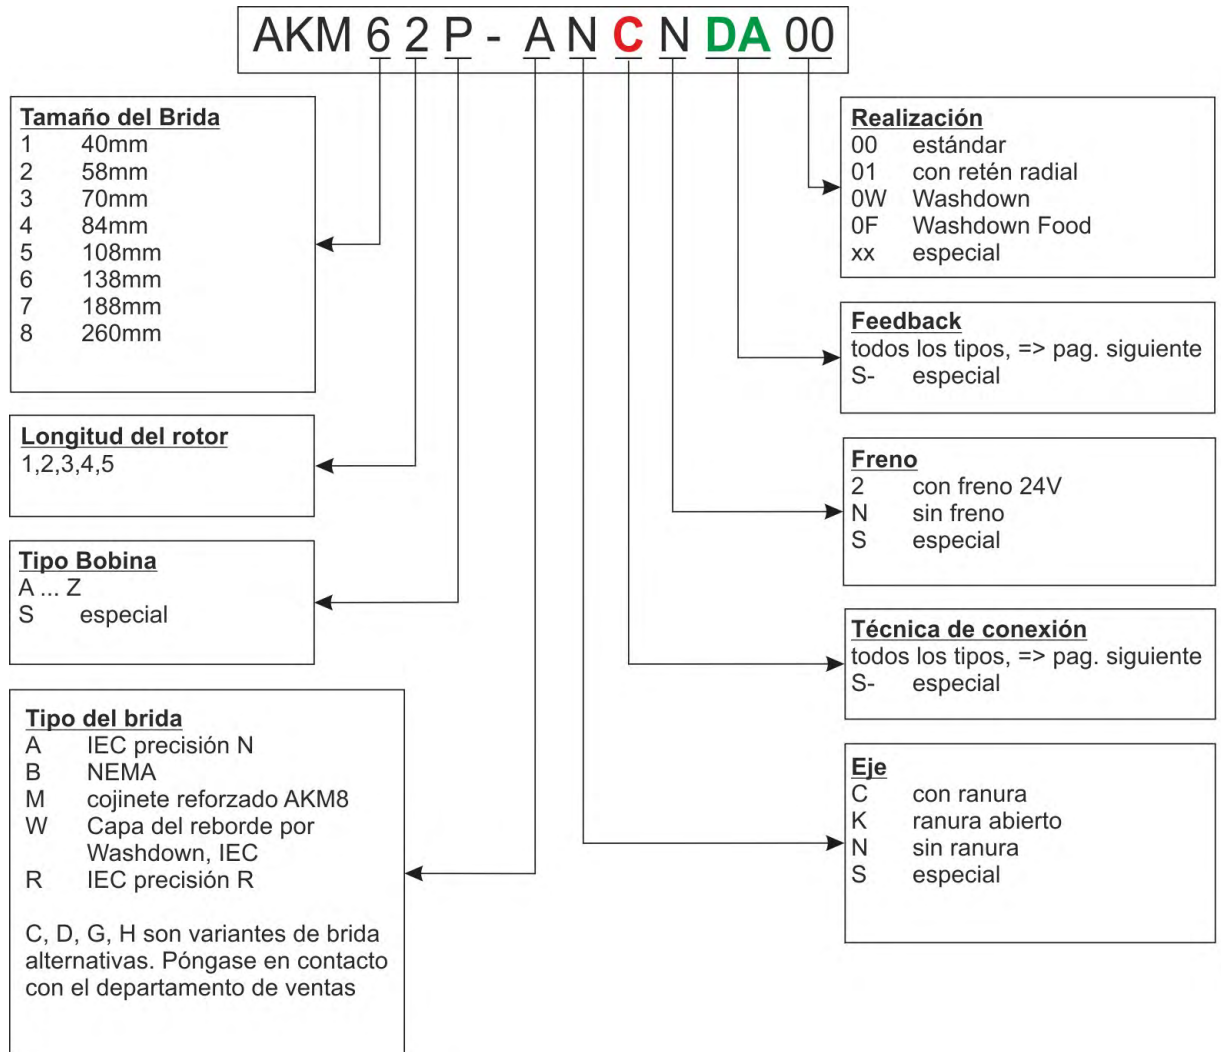 AKM 6 2 P - A N C N DA 00
Tamaño del Brida
1 40mm
2 58mm
3 70mm
4 84mm
5 108mm
6 138mm
7 188mm
8 260mm
Longitud del rotor
1,2,3,4,5
Tipo Bobina
A ... Z
S especial
Tipo del brida
A IEC precisión N
B NEMA
M cojinete reforzado AKM8
W Capa del reborde por
Washdown, IEC
R IEC precisión R
C, D, G, H son variantes de brida
alternativas. Póngase en contacto
con el departamento de ventas
Realización
00 estándar
01 con retén radial
0W Washdown
0F Washdown Food
xx especial
Feedback
todos los tipos, => pag. siguiente
S- especial
Freno
2 con freno 24V
N sin freno
S especial
Técnica de conexión
todos los tipos, => pag. siguiente
S- especial
Eje
C con ranura
K ranura abierto
N sin ranura
S especial